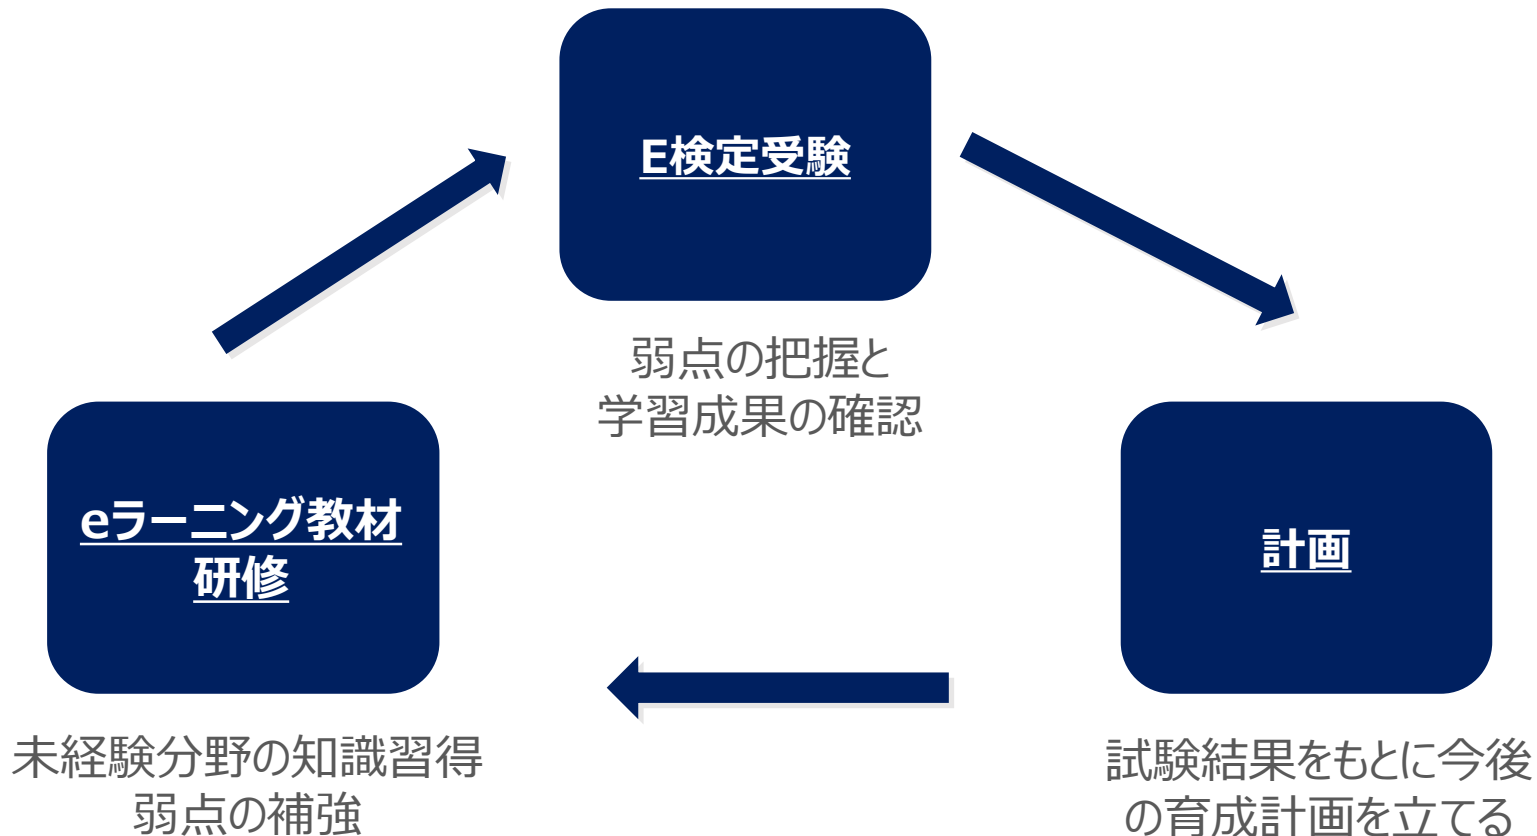 E検定受験
弱点の把握と
学習成果の確認
eラーニング教材
研修
未経験分野の知識習得
弱点の補強
計画
試験結果をもとに今後
の育成計画を立てる